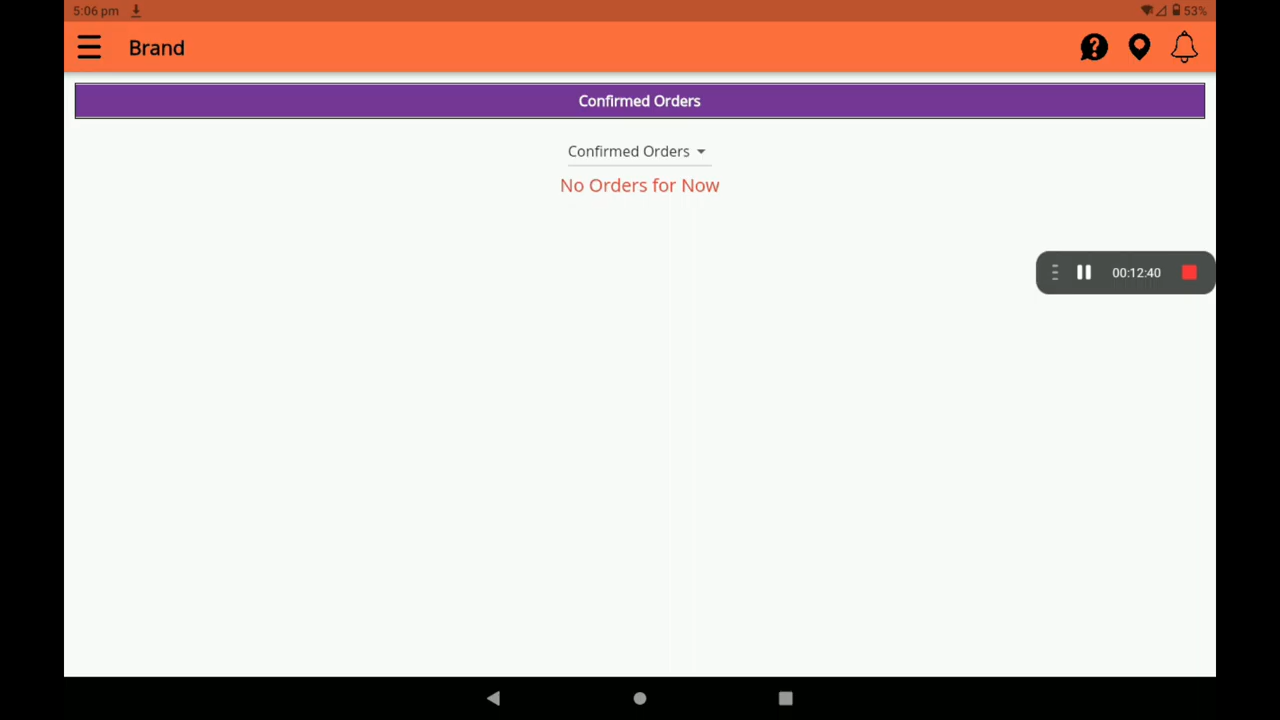 5:06 pm 53%
Brand
Confirmed Orders
Confirmed Orders
No Orders for Now
00:12:40